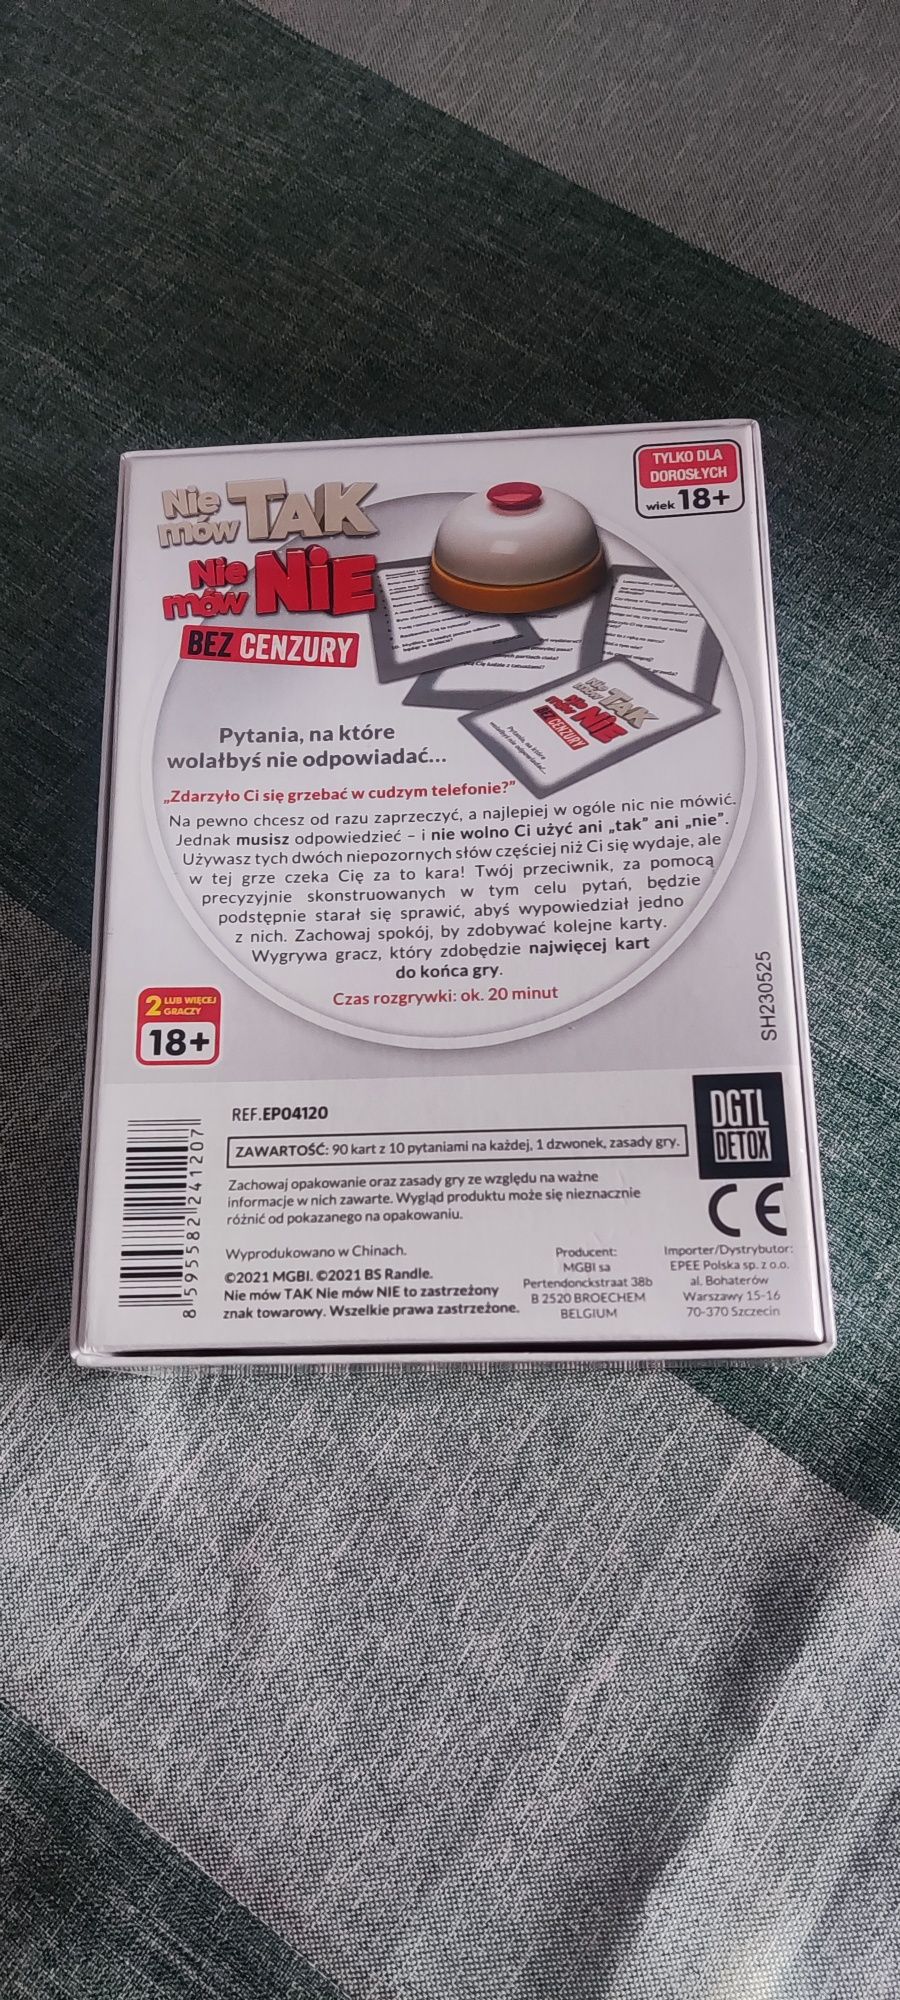 TYLKO DLA
DOROSŁYCH
wiek 18+
Nie
mów TAK
Nie
mów NiE
BEZ CENZURY
Nie
mów TAK
Nie
mów NiE
BEZ CENZURY
Pytania, na które
wolałbyś nie odpowiadać...
„Zdarzyło Ci się grzebać w cudzym telefonie?”
Na pewno chcesz od razu zaprzeczyć, a najlepiej w ogóle nic nie mówić.
Jednak musisz odpowiedzieć – i nie wolno Ci użyć ani „tak” ani „nie”.
Używasz tych dwóch niepozornych słów częściej niż Ci się wydaje, ale
w tej grze czeka Cię za to kara! Twój przeciwnik, za pomocą
precyzyjnie skonstruowanych w tym celu pytań, będzie
podstępnie starał się sprawić, abyś wypowiedział jedno
z nich. Zachowaj spokój, by zdobywać kolejne karty.
Wygrywa gracz, który zdobędzie najwięcej kart
do końca gry.
Czas rozgrywki: ok. 20 minut
SH230525
2 LUB WIĘCEJ
GRACZY
18+
REF.EP04120
ZAWARTOŚĆ: 90 kart z 10 pytaniami na każdej, 1 dzwonek, zasady gry.
DGTL
DETOX
Zachowaj opakowanie oraz zasady gry ze względu na ważne
informacje w nich zawarte. Wygląd produktu może się nieznacznie
różnić od pokazanego na opakowaniu.
CE
Wyprodukowano w Chinach.
©2021 MGBI. ©2021 BS Randle.
Nie mów TAK Nie mów NIE to zastrzeżony
znak towarowy. Wszelkie prawa zastrzeżone.
Producent:
MGBI sa
Pertendonckstraat 38b
B 2520 BROECHEM
BELGIUM
Importer/Dystrybutor:
EPEE Polska sp. z o.o.
al. Bohaterów
Warszawy 15-16
70-370 Szczecin
8 595582 241207